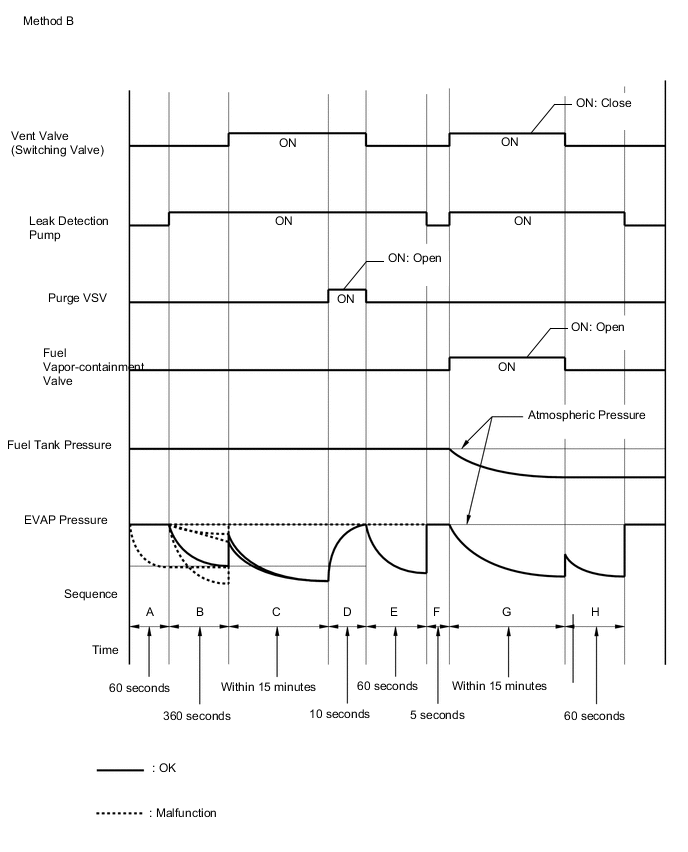 Method B
ON: Close
Vent Valve
(Switching Valve)
ON
ON
Leak Detection
Pump
ON
ON
ON: Open
Purge VSV
ON
ON: Open
Fuel
Vapor-containment
Valve
ON
Atmospheric Pressure
Fuel Tank Pressure
EVAP Pressure
Sequence
A B C D E F G H
Time
60 seconds Within 15 minutes 60 seconds Within 15 minutes
360 seconds 10 seconds 5 seconds 60 seconds
: OK
: Malfunction